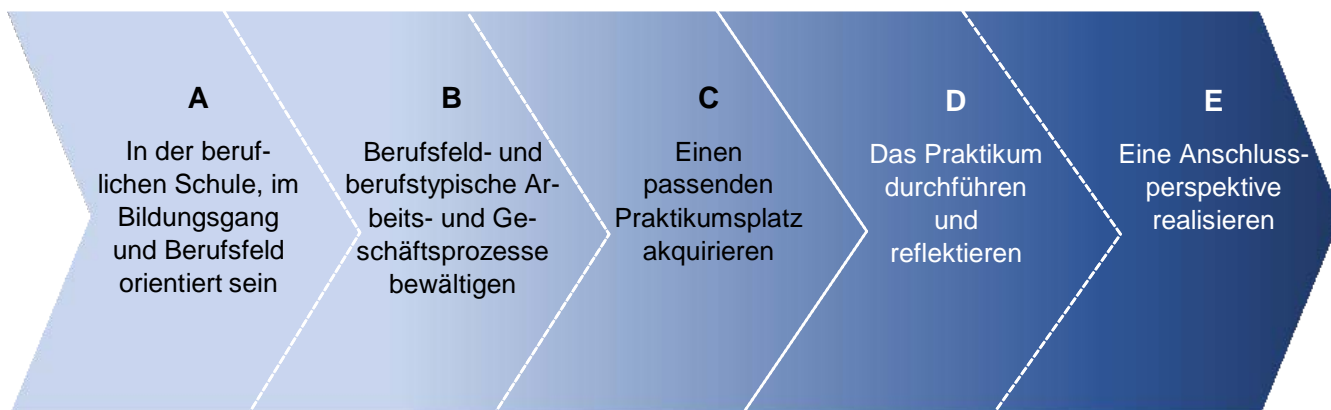 A
In der beruf-
lichen Schule, im
Bildungsgang
und Berufsfeld
orientiert sein
B
Berufsfeld- und
berufstypische Ar-
beits- und Ge-
schäftsprozesse
bewältigen
C
Einen
passenden
Praktikumsplatz
akquirieren
D
Das Praktikum
durchführen
und
reflektieren
E
Eine Anschluss-
perspektive
realisieren